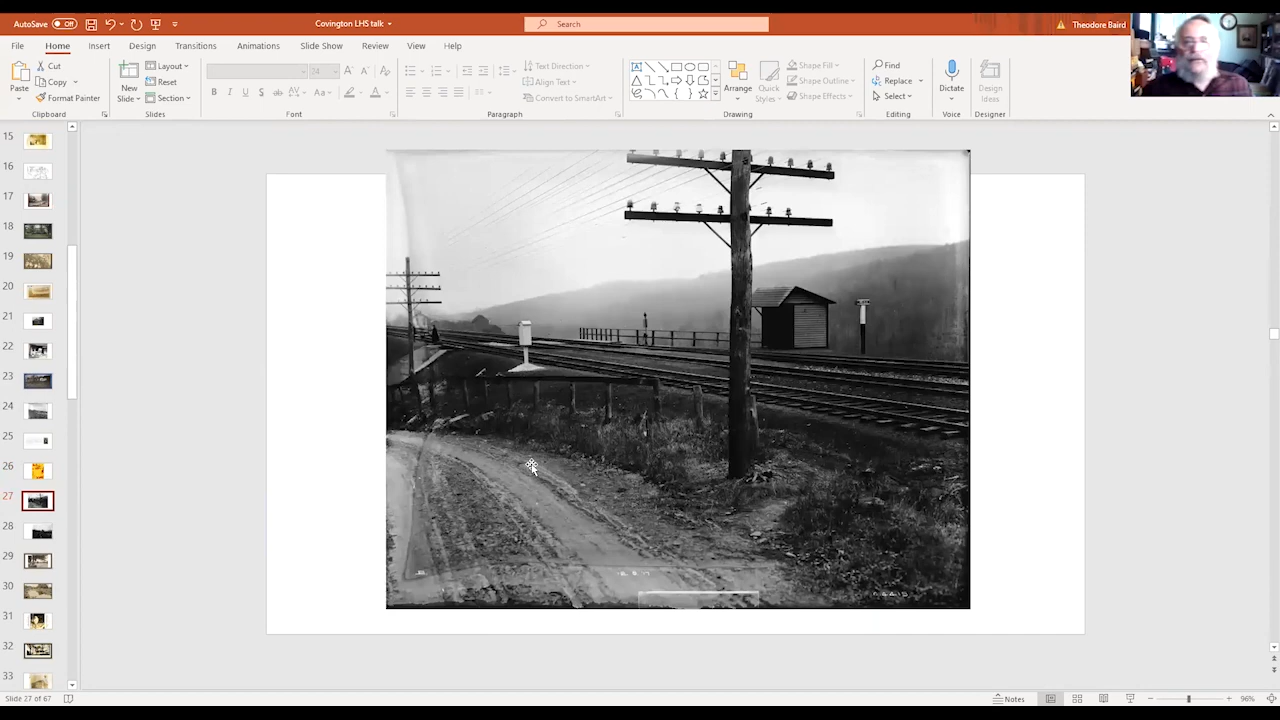 AutoSave Off Covington LHS talk Search Theodore Baird
File Home Insert Design Transitions Animations Slide Show Review View Help
Cut Layout 24 Text Direction Shape Fill Find
Copy Reset Align Text Shape Outline Replace
Paste Format Painter New Slide Section B I U S AV Aa A Convert to SmartArt Arrange Quick Styles Shape Effects Select Dictate Design Ideas
Clipboard Slides Font Paragraph Drawing Editing Voice Designer
15
16
17
18
19
20
21
22
23
24
25
26
27
28
29
30
31
32
33
Slide 27 of 67 Notes 96%